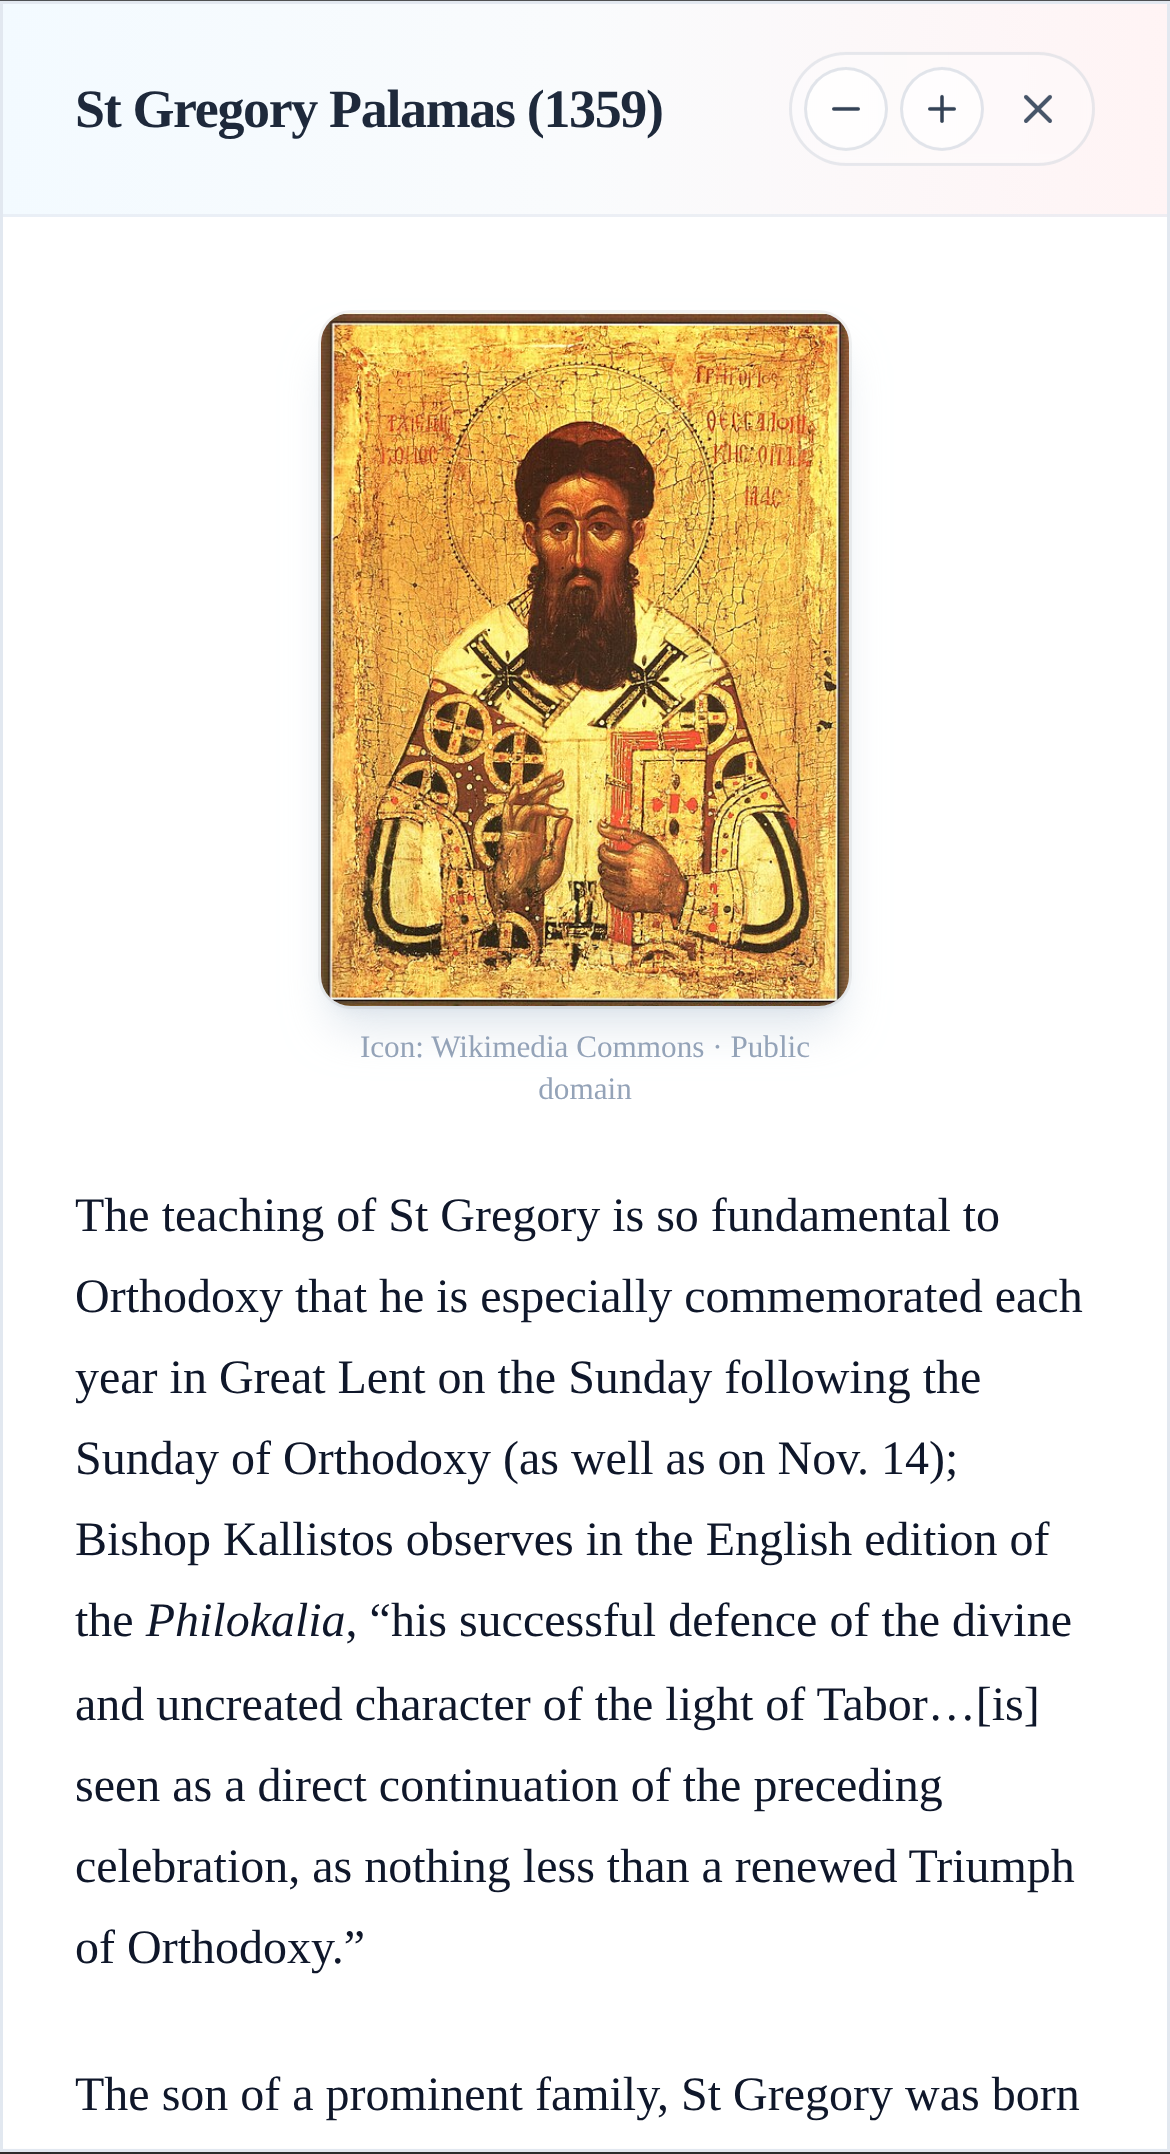 St Gregory Palamas (1359)
ΘΕCCΑΛΟΝΙ
Icon: Wikimedia Commons · Public
domain
The teaching of St Gregory is so fundamental to
Orthodoxy that he is especially commemorated each
year in Great Lent on the Sunday following the
Sunday of Orthodoxy (as well as on Nov. 14);
Bishop Kallistos observes in the English edition of
the Philokalia, “his successful defence of the divine
and uncreated character of the light of Tabor…[is]
seen as a direct continuation of the preceding
celebration, as nothing less than a renewed Triumph
of Orthodoxy.”
The son of a prominent family, St Gregory was born